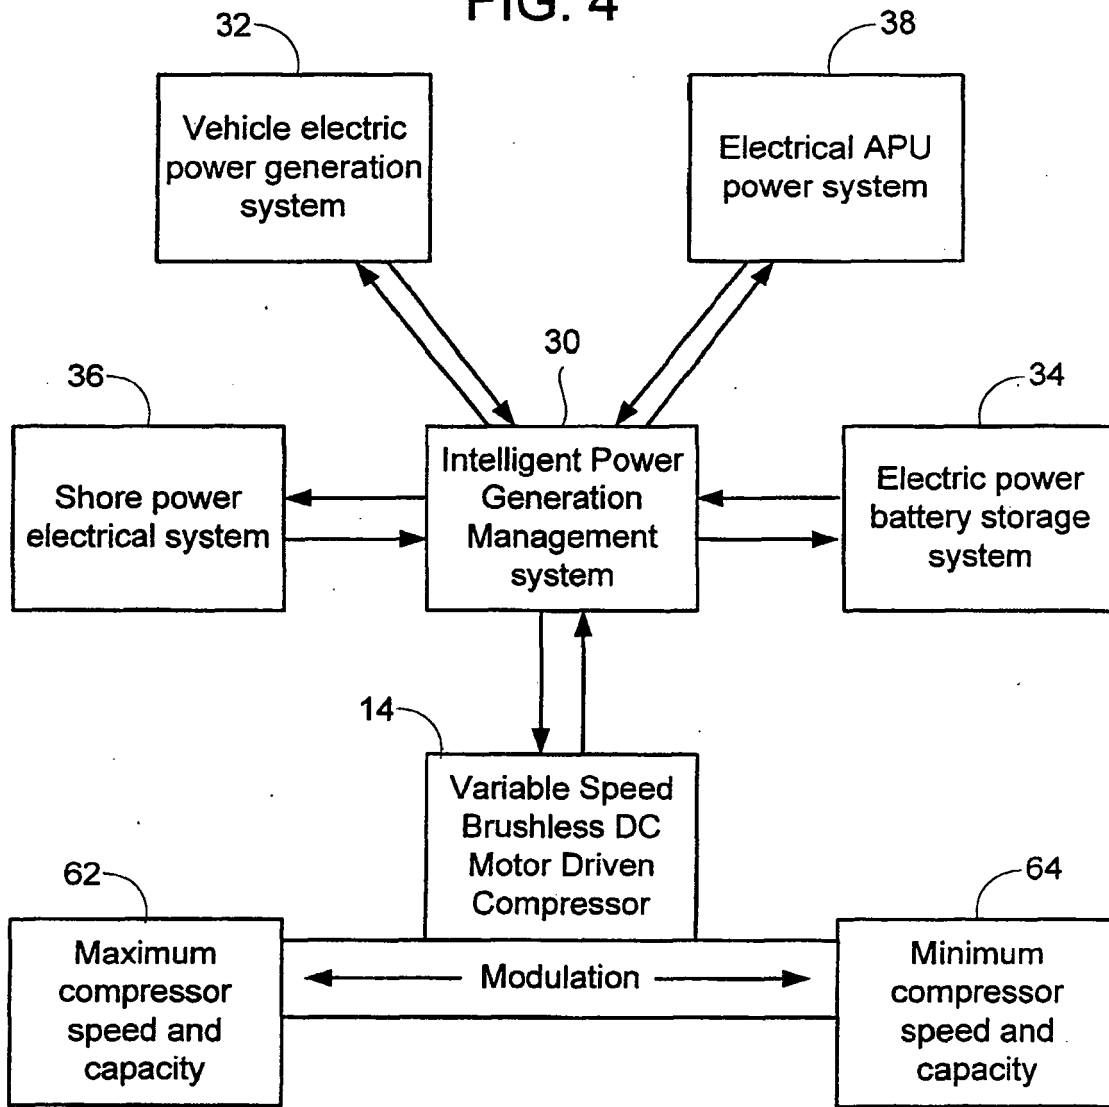 FIG. 4
32
38
Vehicle electric
power generation
system
Electrical APU
power system
30
36
34
Shore power
electrical system
Intelligent Power
Generation
Management
system
Electric power
battery storage
system
14
Variable Speed
Brushless DC
Motor Driven
Compressor
62
64
Maximum
compressor
speed and
capacity
Modulation
Minimum
compressor
speed and
capacity